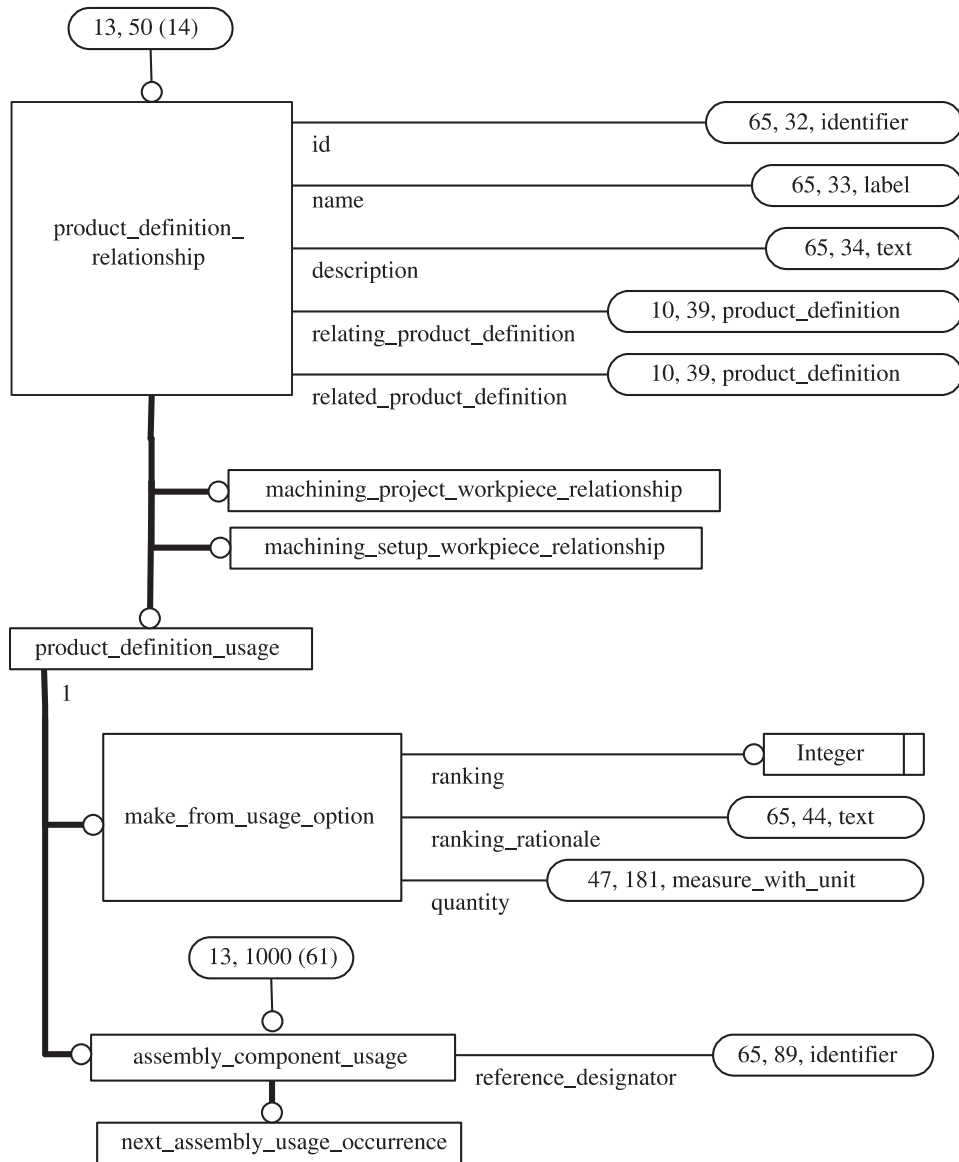 13, 50 (14)
product_definition_
relationship
id
65, 32, identifier
name
65, 33, label
description
65, 34, text
relating_product_definition
10, 39, product_definition
related_product_definition
10, 39, product_definition
machining_project_workpiece_relationship
machining_setup_workpiece_relationship
product_definition_usage
1
make_from_usage_option
ranking
Integer
ranking_rationale
65, 44, text
quantity
47, 181, measure_with_unit
13, 1000 (61)
assembly_component_usage
reference_designator
65, 89, identifier
next_assembly_usage_occurrence